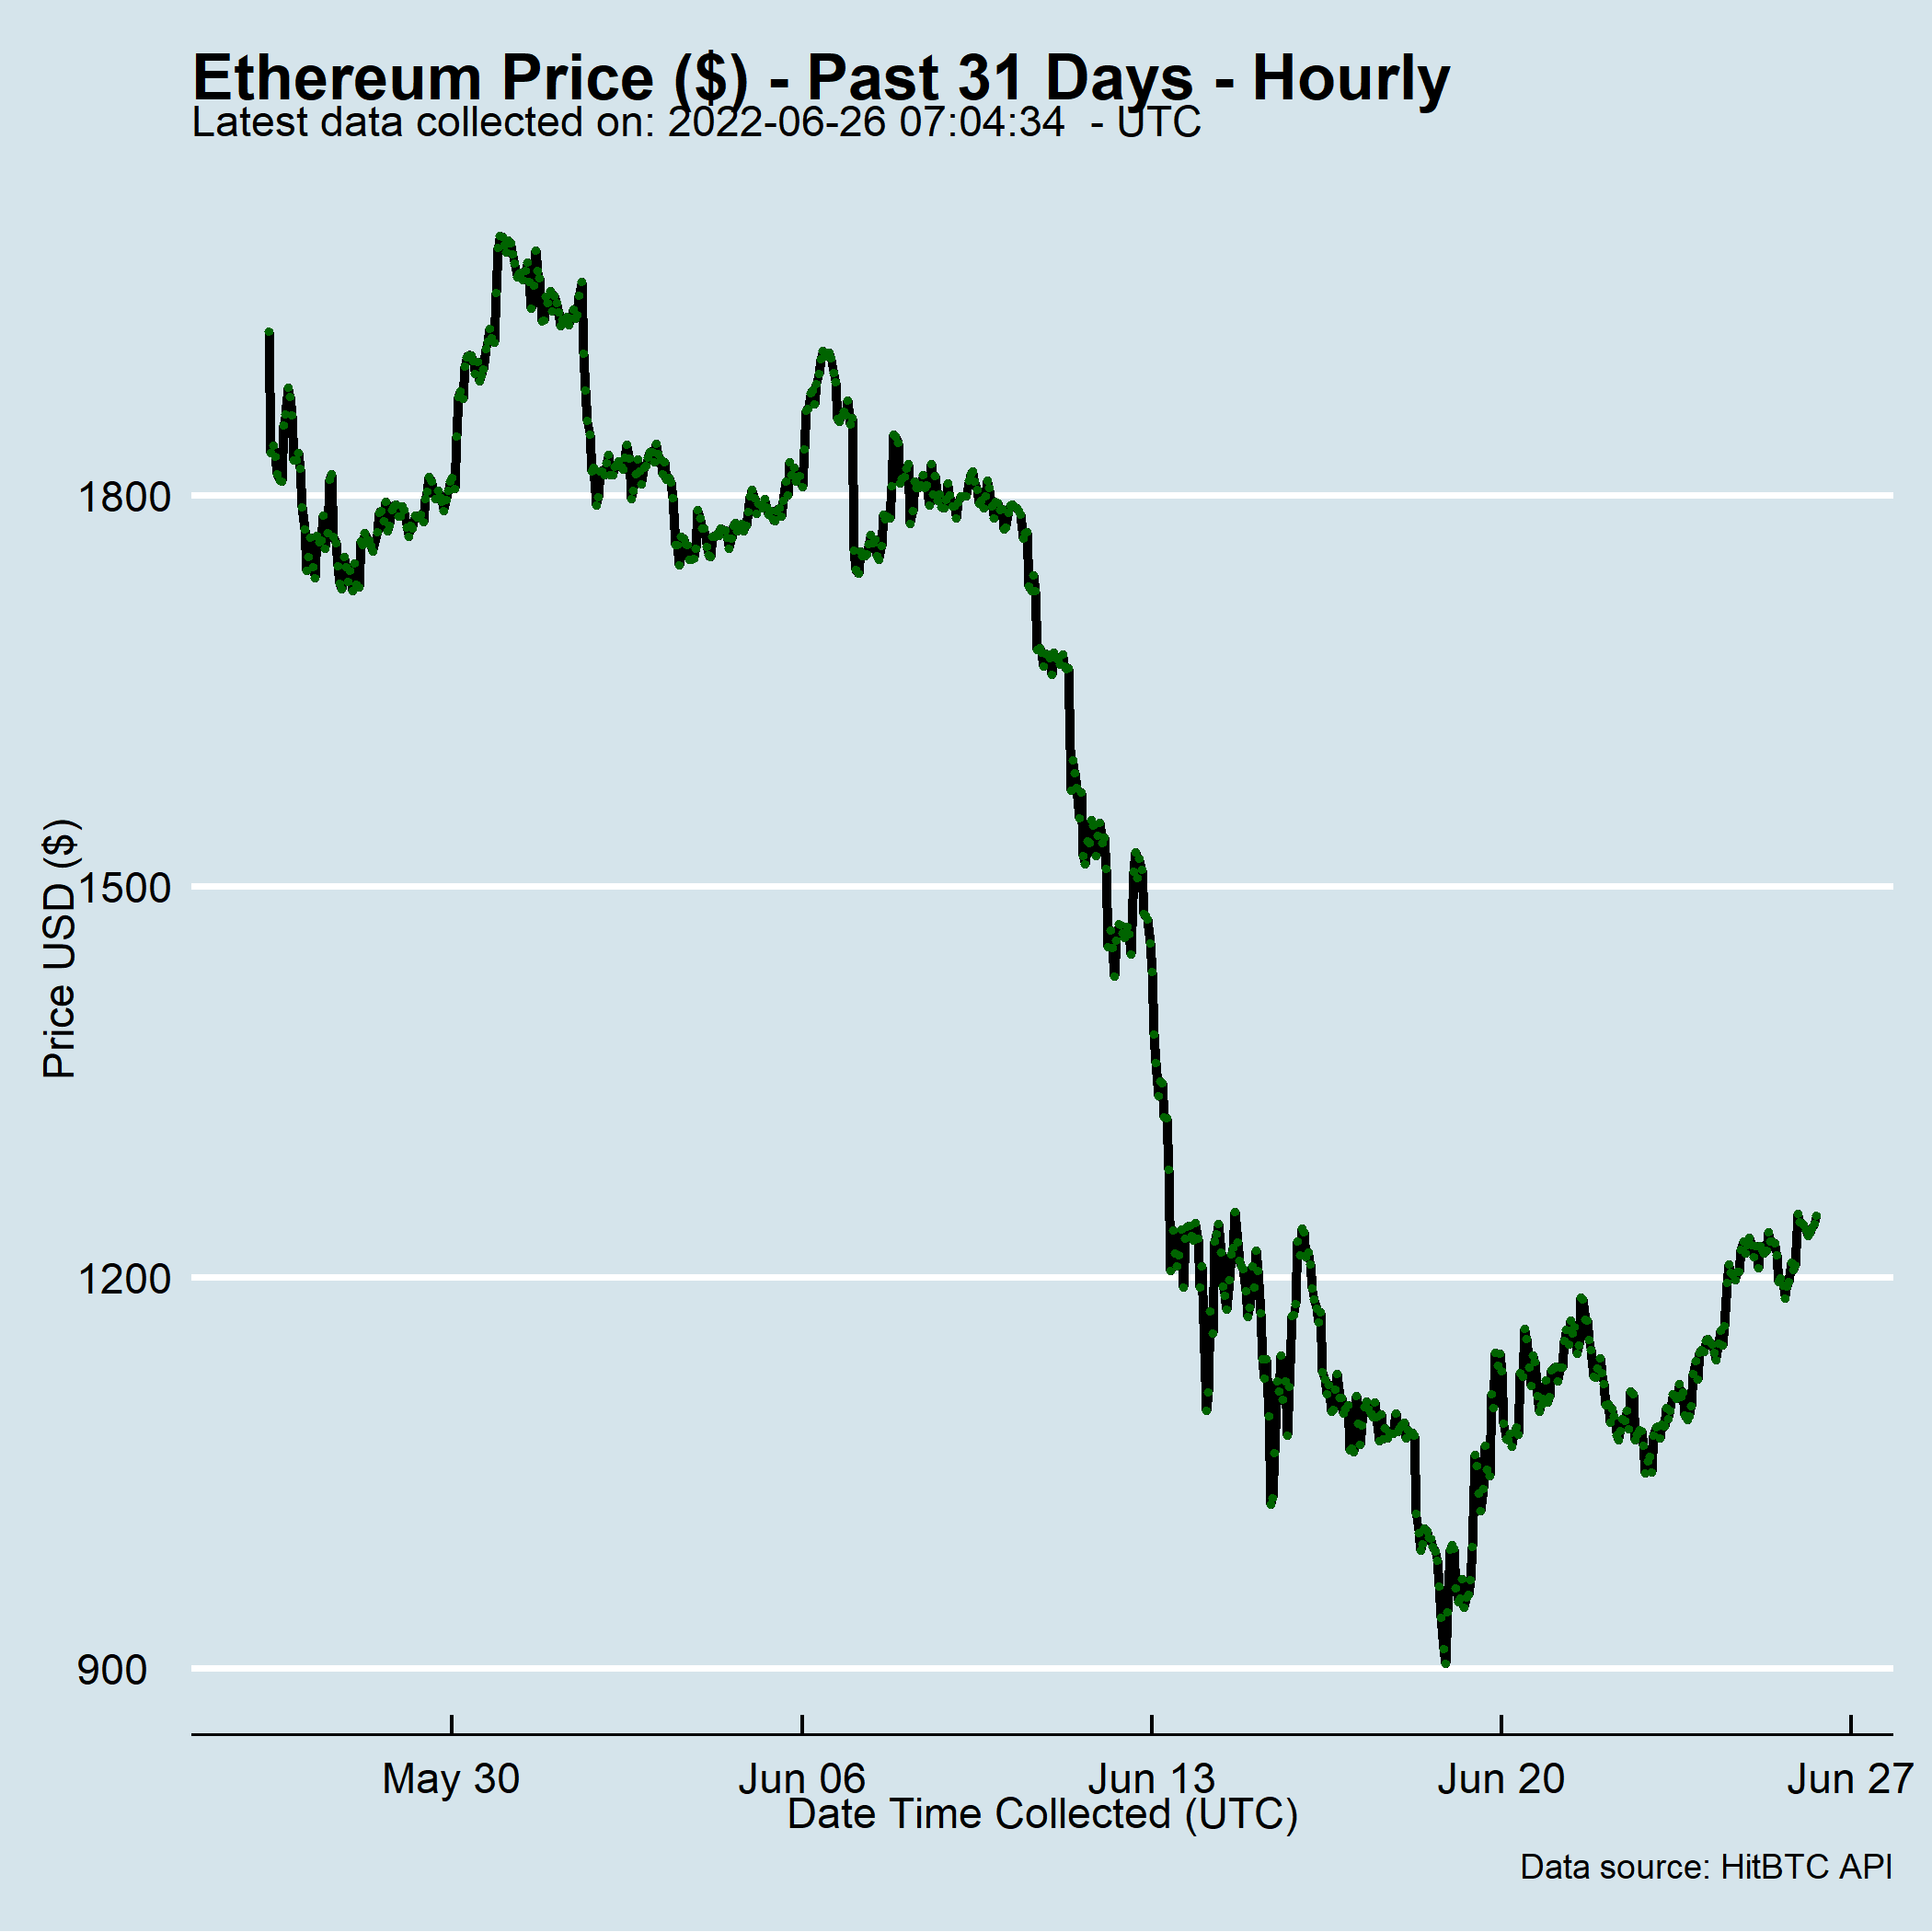 Ethereum Price ($) - Past 31 Days - Hourly
Latest data collected on: 2022-06-26 07:04:34  - UTC
Price USD ($)
1800
1500
1200
900
May 30 Jun 06 Jun 13 Jun 20 Jun 27
Date Time Collected (UTC)
Data source: HitBTC API